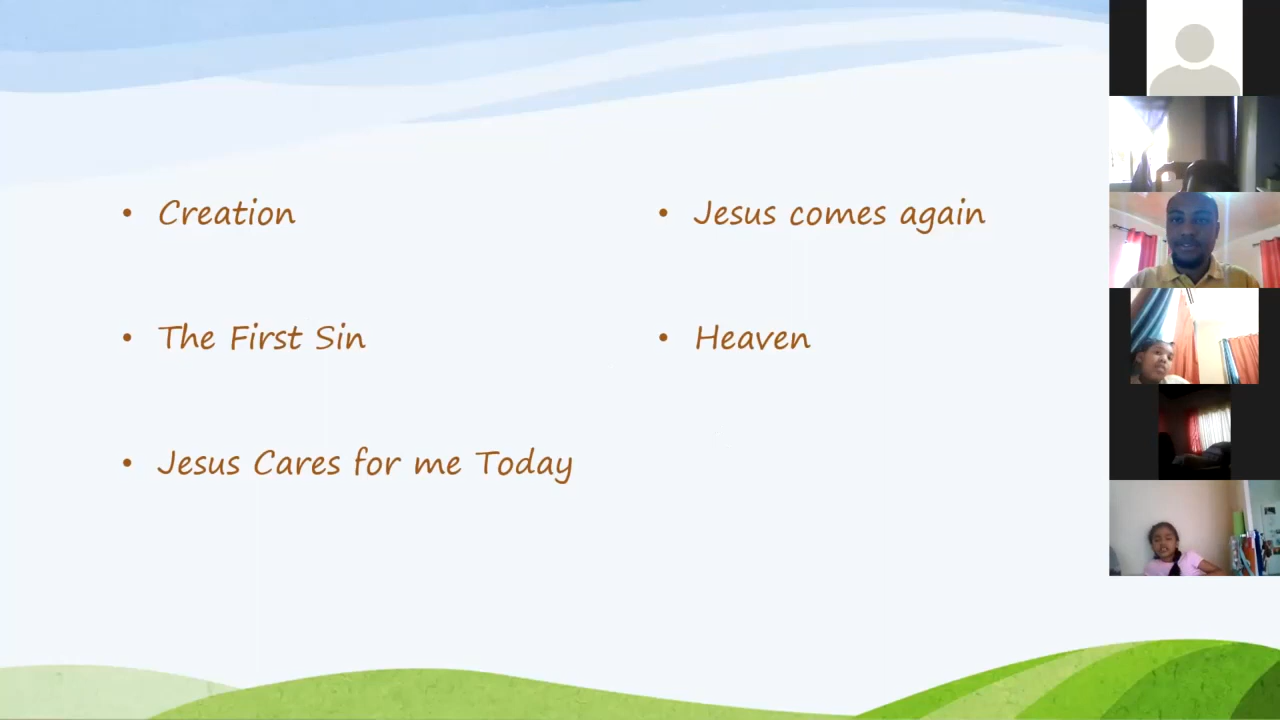 Creation
The First Sin
Jesus Cares for me Today
Jesus comes again
Heaven